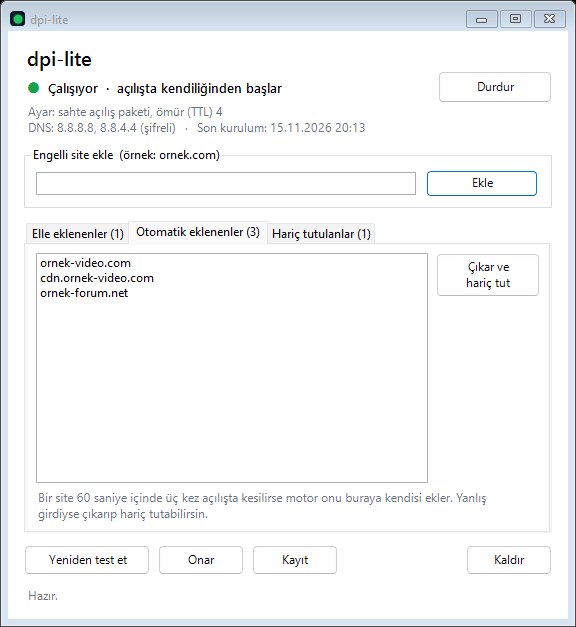 dpi-lite
dpi-lite
Çalışıyor · açılışta kendiliğinden başlar
Durdur
Ayar: sahte açılış paketi, ömür (TTL) 4
DNS: 8.8.8.8, 8.8.4.4 (şifreli) · Son kurulum: 15.11.2026 20:13
Engelli site ekle (örnek: ornek.com)
Ekle
Elle eklenenler (1) Otomatik eklenenler (3) Hariç tutulanlar (1)
ornek-video.com
cdn.ornek-video.com
ornek-forum.net
Çıkar ve
hariç tut
Bir site 60 saniye içinde üç kez açılışta kesilirse motor onu buraya kendisi ekler. Yanlış
girdiyse çıkarıp hariç tutabilirsin.
Yeniden test et Onar Kayıt Kaldır
Hazır.